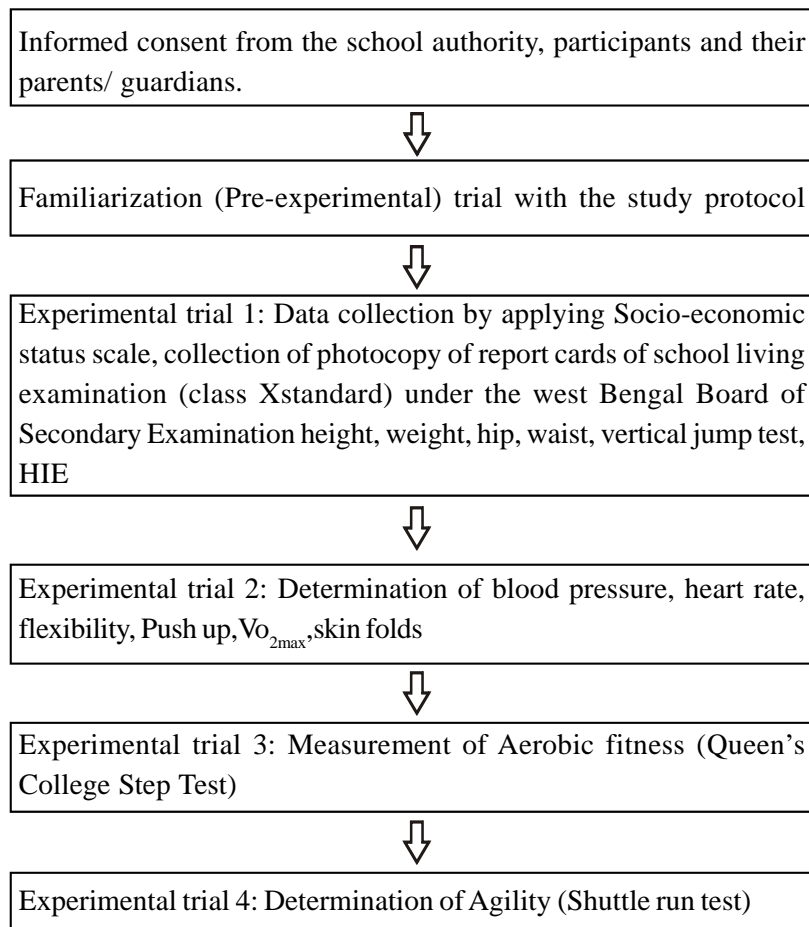 Informed consent from the school authority, participants and their
parents/ guardians.
Familiarization (Pre-experimental) trial with the study protocol
Experimental trial 1: Data collection by applying Socio-economic
status scale, collection of photocopy of report cards of school living
examination (class Xstandard) under the west Bengal Board of
Secondary Examination height, weight, hip, waist, vertical jump test,
HIE
Experimental trial 2: Determination of blood pressure, heart rate,
flexibility, Push up,Vo2max,skin folds
Experimental trial 3: Measurement of Aerobic fitness (Queen’s
College Step Test)
Experimental trial 4: Determination of Agility (Shuttle run test)